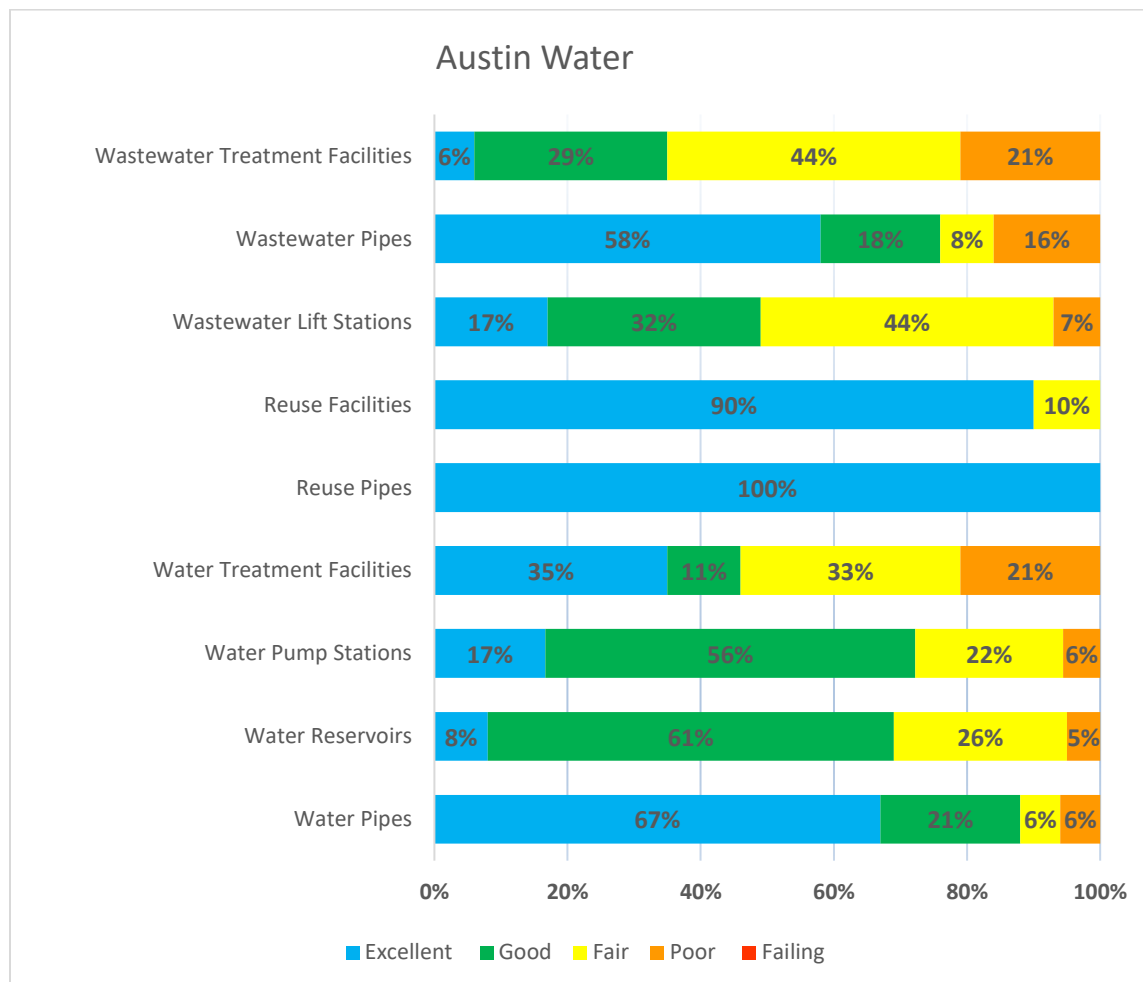 Austin Water
Wastewater Treatment Facilities 6% 29% 44% 21%
Wastewater Pipes 58% 18% 8% 16%
Wastewater Lift Stations 17% 32% 44% 7%
Reuse Facilities 90% 10%
Reuse Pipes 100%
Water Treatment Facilities 35% 11% 33% 21%
Water Pump Stations 17% 56% 22% 6%
Water Reservoirs 8% 61% 26% 5%
Water Pipes 67% 21% 6% 6%
0% 20% 40% 60% 80% 100%
Excellent Good Fair Poor Failing